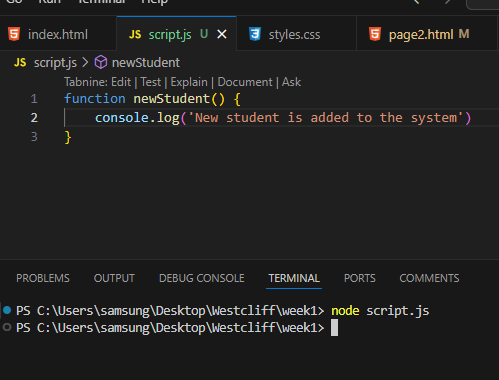 Go Run Terminal Help
index.html
JS script.js U ×
styles.css
page2.html M
JS script.js > newStudent
Tabnine: Edit | Test | Explain | Document | Ask
1 function newStudent() {
2 console.log('New student is added to the system')
3 }
PROBLEMS OUTPUT DEBUG CONSOLE TERMINAL PORTS COMMENTS
PS C:\Users\samsung\Desktop\Westcliff\week1> node script.js
PS C:\Users\samsung\Desktop\Westcliff\week1>